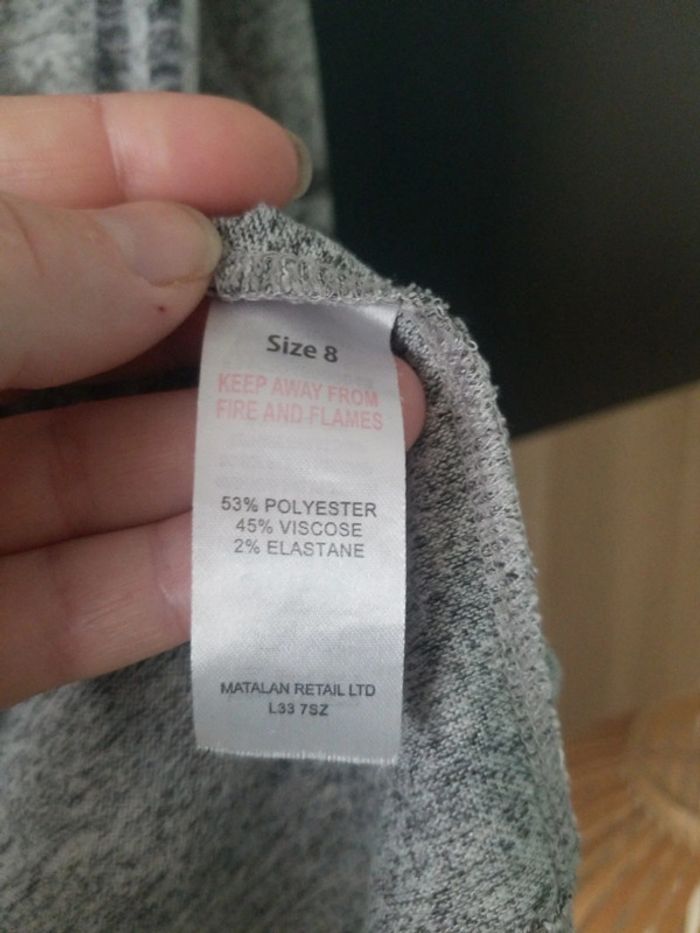 Size 8
KEEP AWAY FROM
FIRE AND FLAMES
53% POLYESTER
45% VISCOSE
2% ELASTANE
MATALAN RETAIL LTD
L33 7SZ